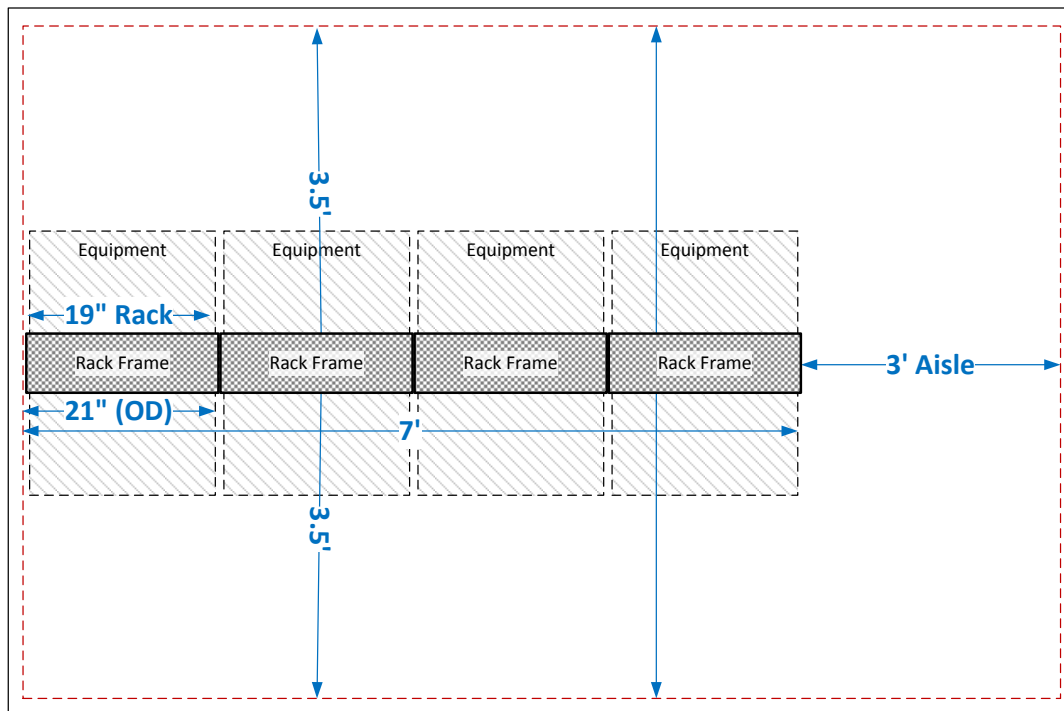 3.5'
Equipment
Equipment
Equipment
Equipment
19" Rack
Rack Frame
Rack Frame
Rack Frame
Rack Frame
3' Aisle
21" (OD)
7'
3.5'